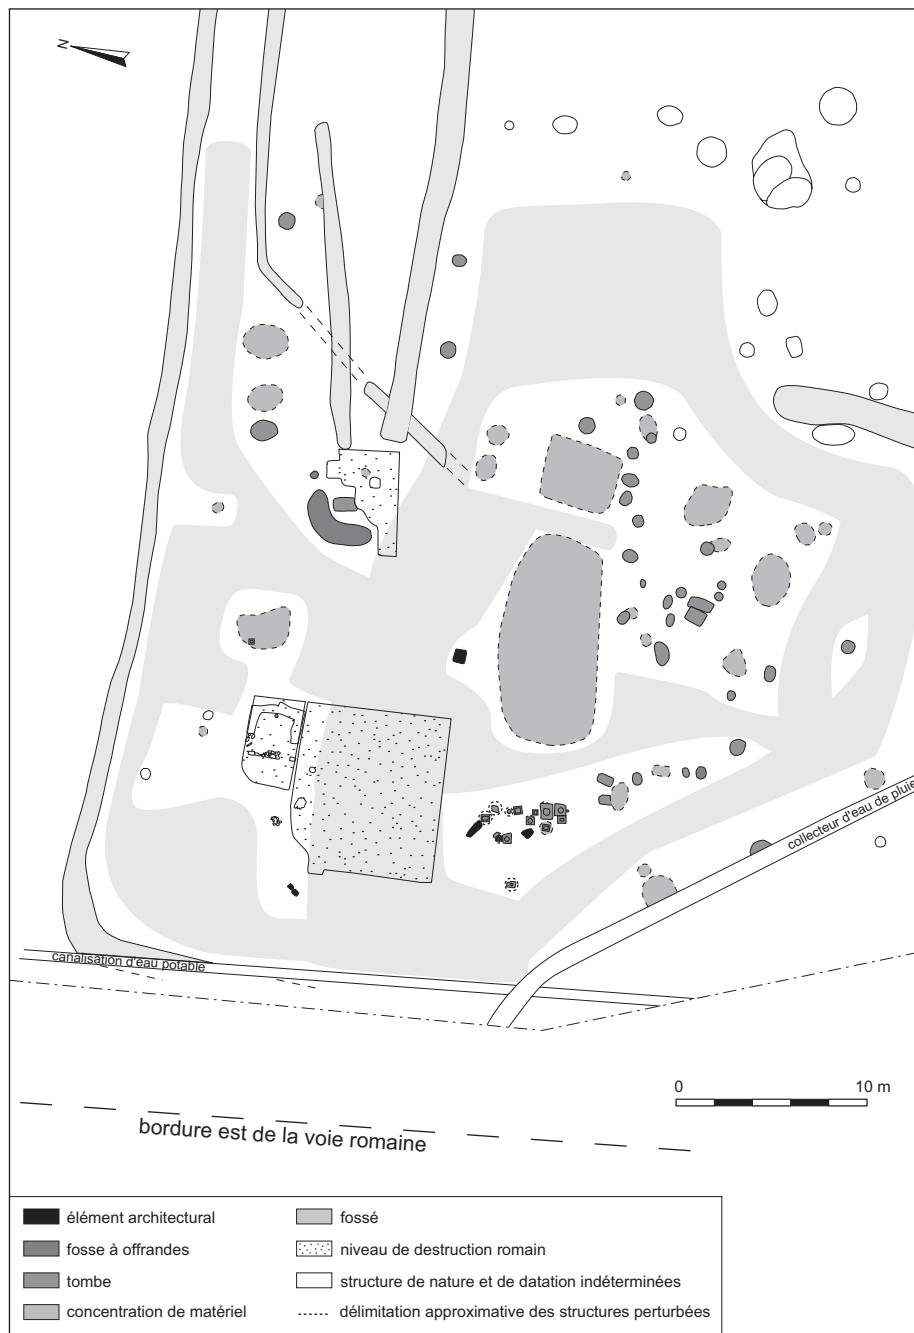 N
collecteur d'eau de pluie
canalisation d'eau potable
0 10 m
bordure est de la voie romaine
élément architectural
fosse à offrandes
tombe
concentration de matériel
fossé
niveau de destruction romain
structure de nature et de datation indéterminées
délimitation approximative des structures perturbées